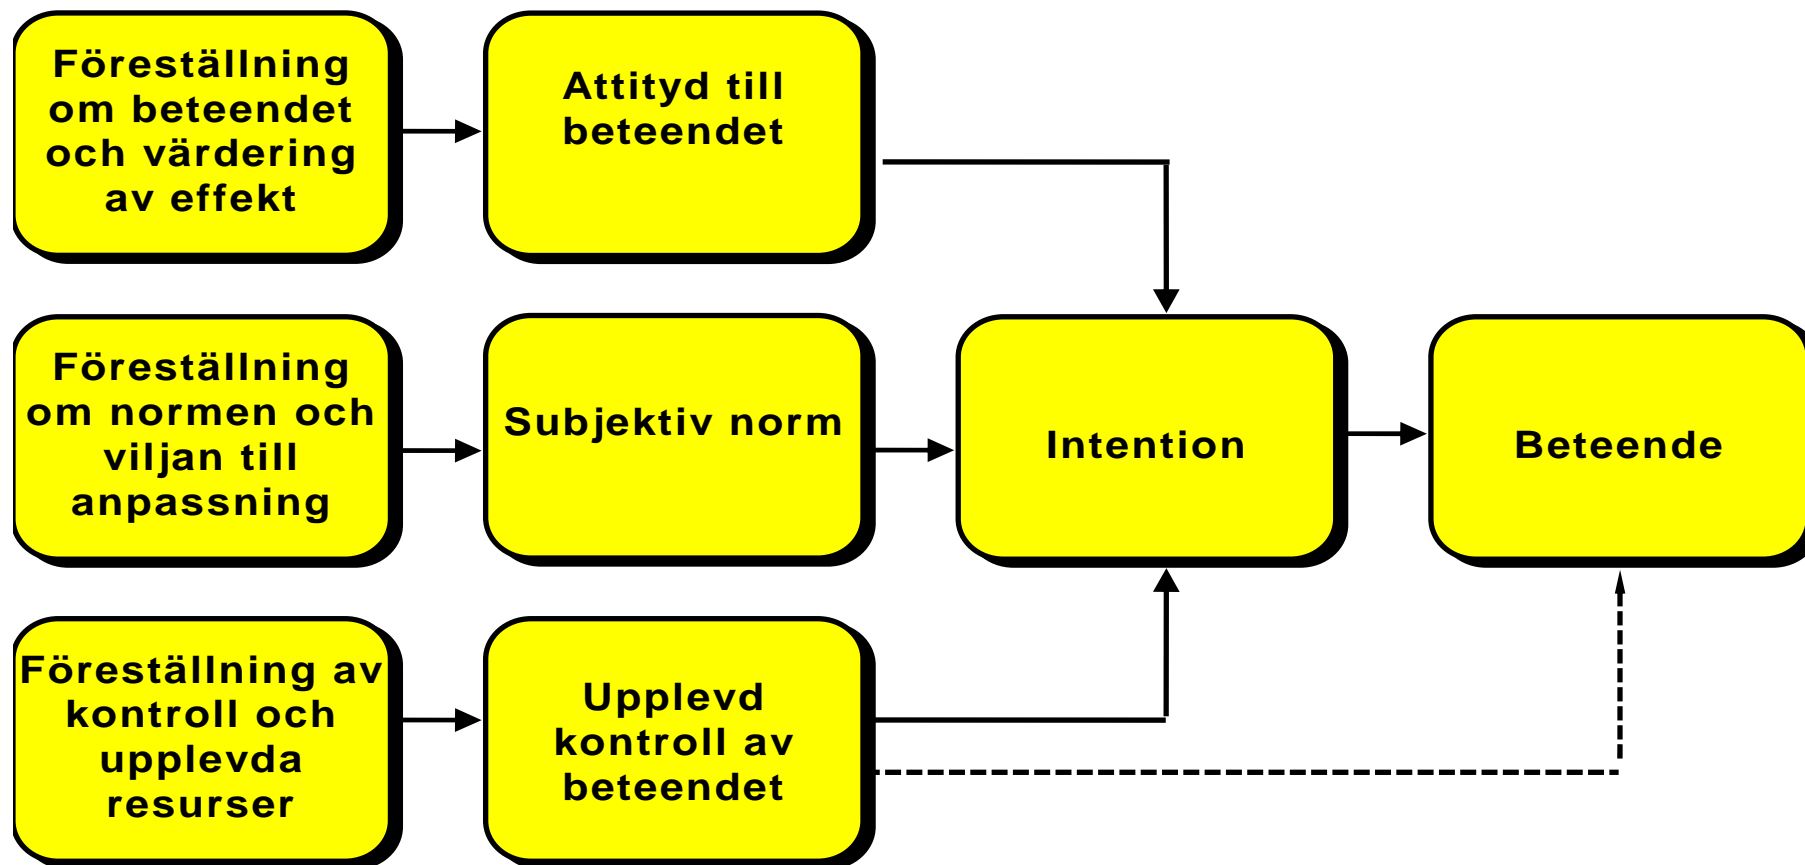 Föreställning
om beteendet
och värdering
av effekt
Attityd till
beteendet
Föreställning
om normen och
viljan till
anpassning
Subjektiv norm
Intention
Beteende
Föreställning av
kontroll och
upplevda
resurser
Upplevd
kontroll av
beteendet